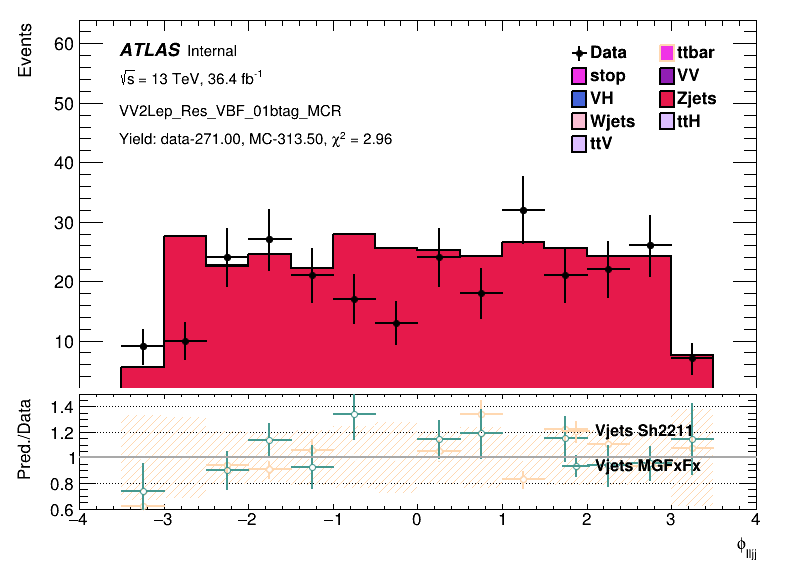 Events
60
50
40
30
20
10
ATLAS Internal
√s = 13 TeV, 36.4 fb⁻¹
VV2Lep_Res_VBF_01btag_MCR
Yield: data-271.00, MC-313.50, χ² = 2.96
Data
ttbar
stop
VV
VH
Zjets
Wjets
ttH
ttV
Pred./Data
1.4
1.2
1
0.8
0.6
Vjets Sh2211
Vjets MGFxFx
−4 −3 −2 −1 0 1 2 3 4
ϕ_lljj